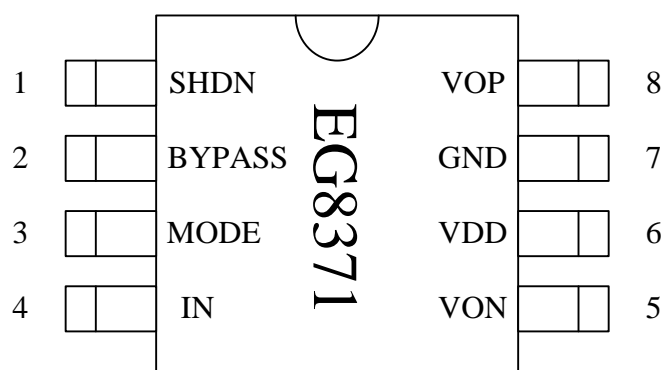 1 SHDN VOP 8
2 BYPASS GND 7
3 MODE VDD 6
4 IN VON 5
EG8371